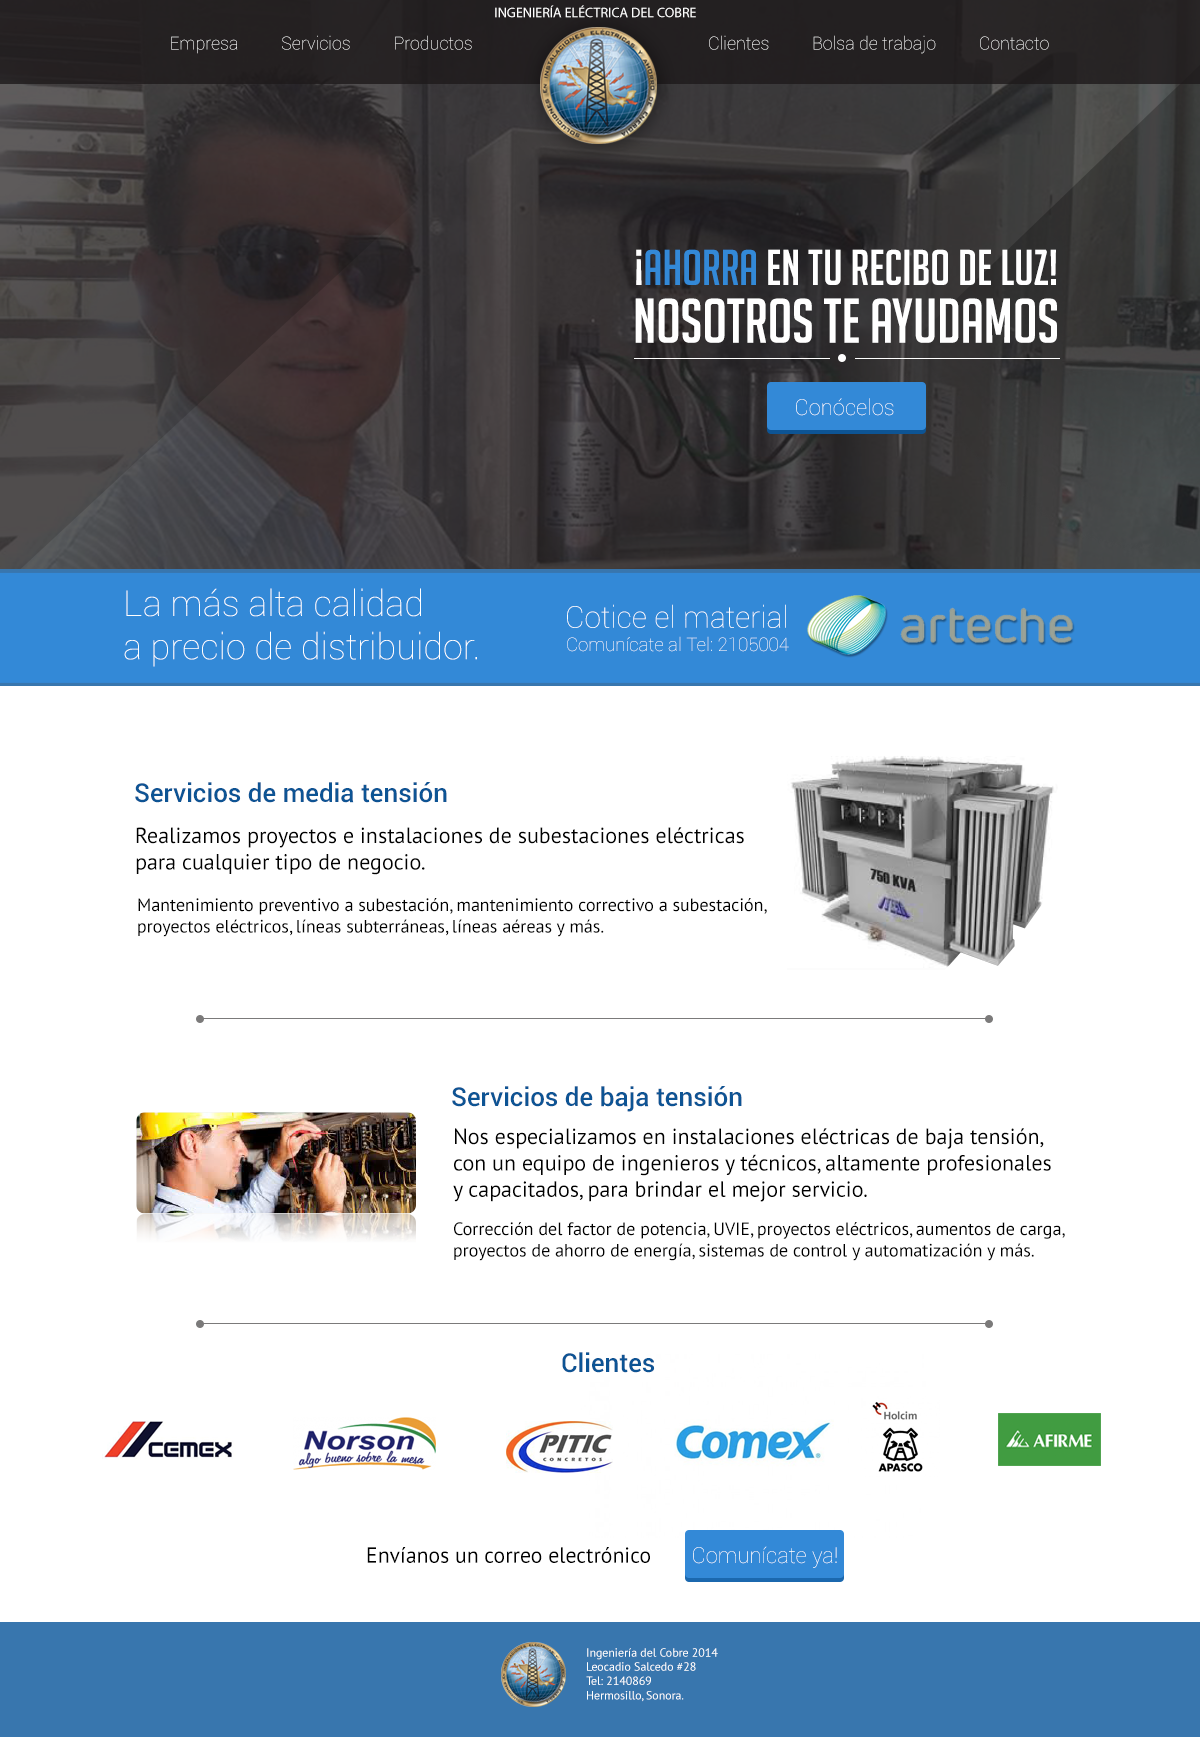 INGENIERÍA ELÉCTRICA DEL COBRE
Empresa Servicios Productos Clientes Bolsa de trabajo Contacto
SOLUCIONES EN INSTALACIONES ELÉCTRICAS Y AHORRO DE ENERGÍA
¡AHORRA EN TU RECIBO DE LUZ!
NOSOTROS TE AYUDAMOS
Conócelos
La más alta calidad
a precio de distribuidor.
Cotice el material
Comunícate al Tel: 2105004
arteche
Servicios de media tensión
Realizamos proyectos e instalaciones de subestaciones eléctricas
para cualquier tipo de negocio.
Mantenimiento preventivo a subestación, mantenimiento correctivo a subestación,
proyectos eléctricos, líneas subterráneas, líneas aéreas y más.
750 KVA
Servicios de baja tensión
Nos especializamos en instalaciones eléctricas de baja tensión,
con un equipo de ingenieros y técnicos, altamente profesionales
y capacitados, para brindar el mejor servicio.
Corrección del factor de potencia, UVIE, proyectos eléctricos, aumentos de carga,
proyectos de ahorro de energía, sistemas de control y automatización y más.
Clientes
CEMEX
Norson
algo bueno sobre la mesa
PITIC
CONCRETOS
Comex
Holcim
APASCO
AFIRME
Envíanos un correo electrónico
Comunícate ya!
Ingeniería del Cobre 2014
Leocadio Salcedo #28
Tel: 2140869
Hermosillo, Sonora.